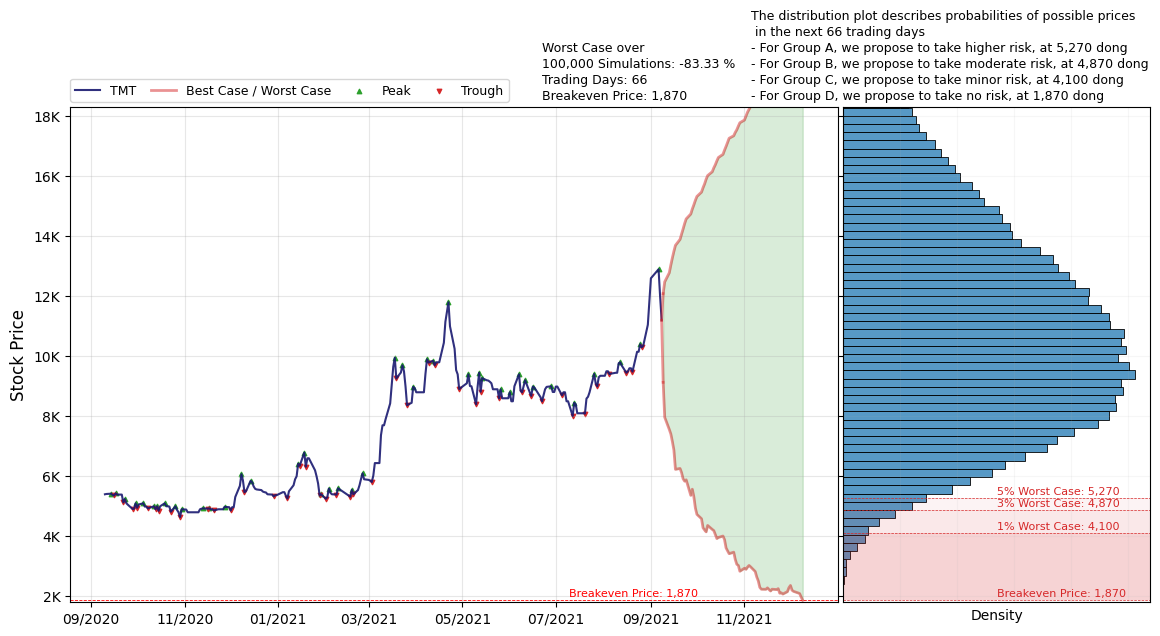 The distribution plot describes probabilities of possible prices
in the next 66 trading days
- For Group A, we propose to take higher risk, at 5,270 dong
- For Group B, we propose to take moderate risk, at 4,870 dong
- For Group C, we propose to take minor risk, at 4,100 dong
- For Group D, we propose to take no risk, at 1,870 dong
Worst Case over
100,000 Simulations: -83.33 %
Trading Days: 66
Breakeven Price: 1,870
TMT
Best Case / Worst Case
Peak
Trough
Stock Price
18K
16K
14K
12K
10K
8K
6K
4K
2K
Breakeven Price: 1,870
09/2020
11/2020
01/2021
03/2021
05/2021
07/2021
09/2021
11/2021
5% Worst Case: 5,270
3% Worst Case: 4,870
1% Worst Case: 4,100
Breakeven Price: 1,870
Density